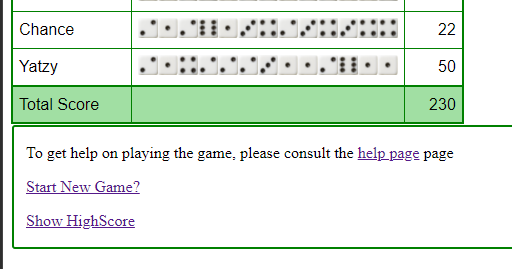 Chance 22
Yatzy 50
Total Score 230
To get help on playing the game, please consult the help page page
Start New Game?
Show HighScore